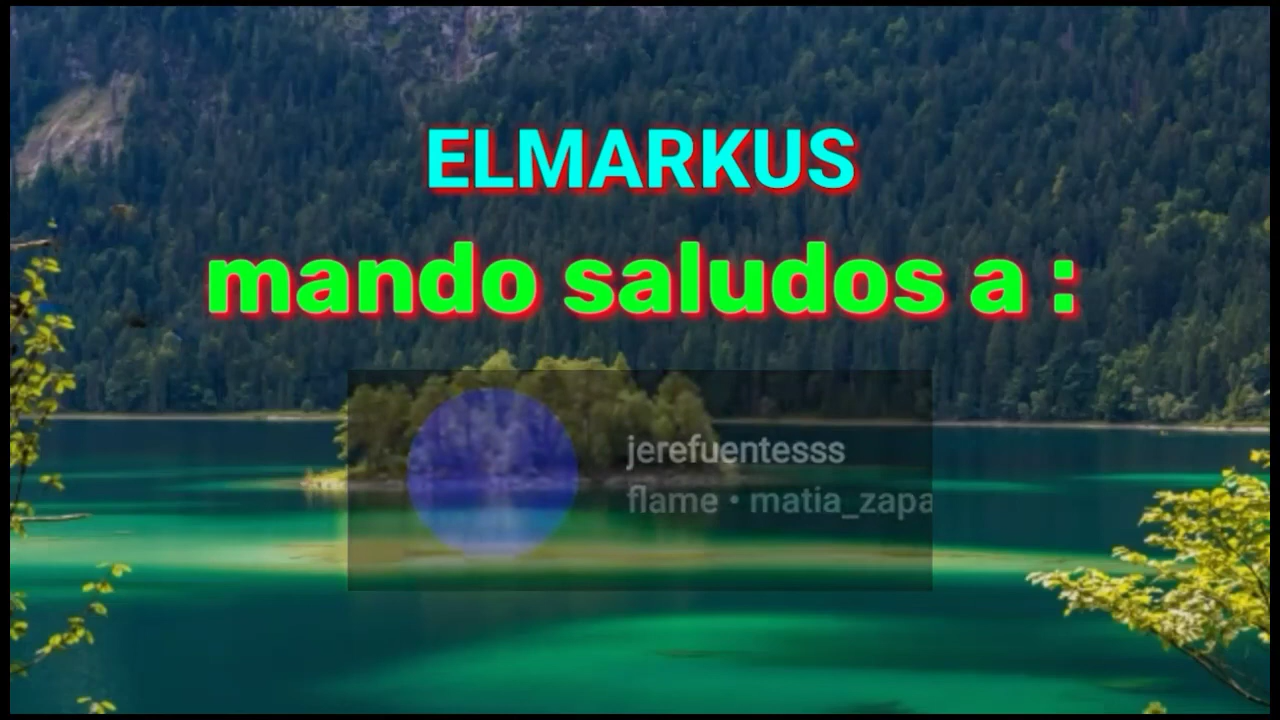 ELMARKUS
mando saludos a :
jerefuentesss
flame • matia_zapa